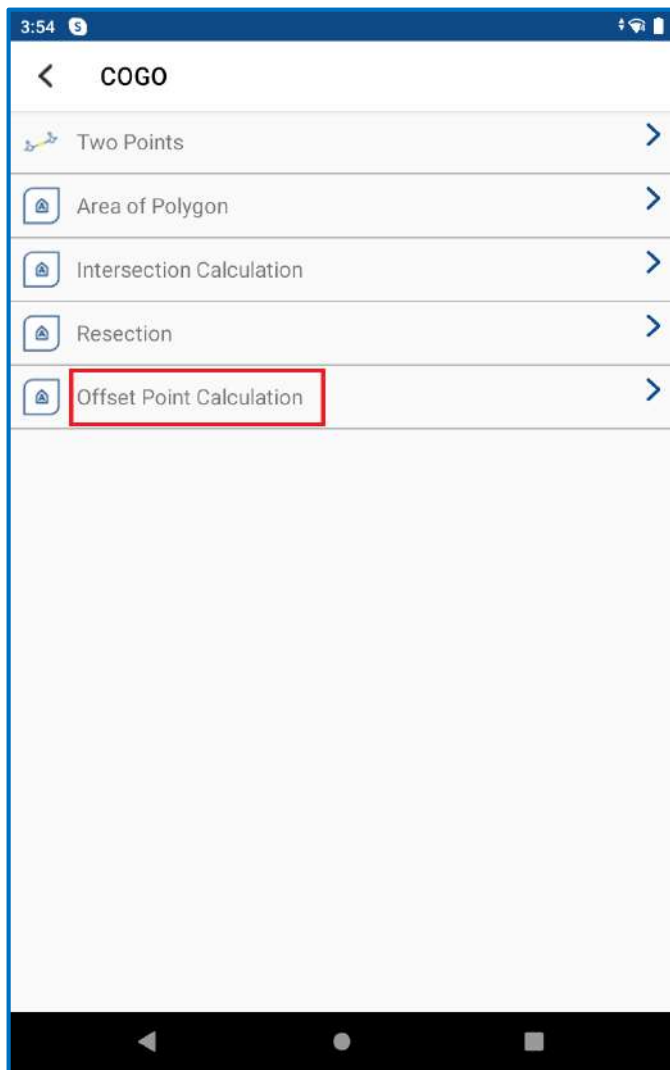 3:54 S
COGO
Two Points
Area of Polygon
Intersection Calculation
Resection
Offset Point Calculation